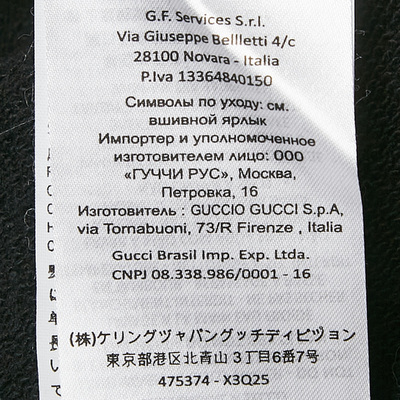 G.F. Services S.r.l.
Via Giuseppe Bellletti 4/c
28100 Novara - Italia
P.Iva 13364840150
Символы по уходу: см.
вшивной ярлык
Импортер и уполномоченное
изготовителем лицо: ООО
«ГУЧЧИ РУС», Москва,
Петровка, 16
Изготовитель : GUCCIO GUCCI S.p.A,
via Tornabuoni, 73/R Firenze , Italia
Gucci Brasil Imp. Exp. Ltda.
CNPJ 08.338.986/0001 - 16
(株)ケリングヅャパングッチディビヅョン
東京部港区北青山 3丁目6番7号
475374 - X3Q25